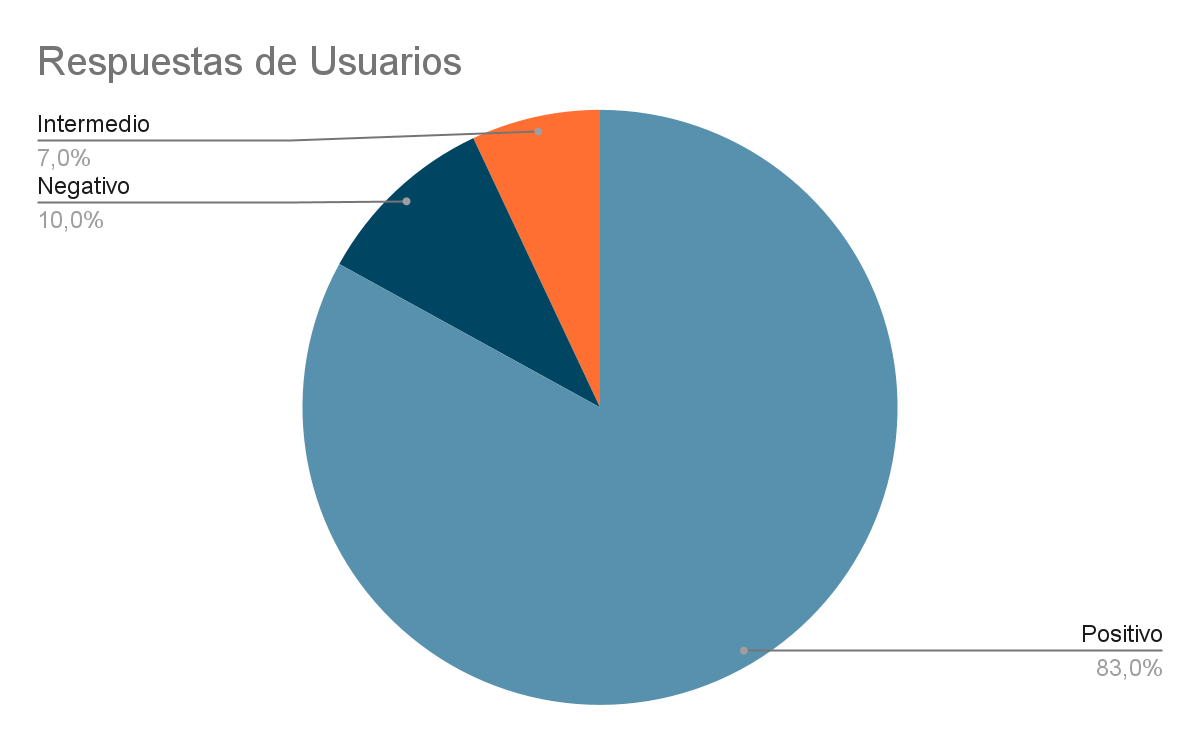 Respuestas de Usuarios
Intermedio
7,0%
Negativo
10,0%
Positivo
83,0%